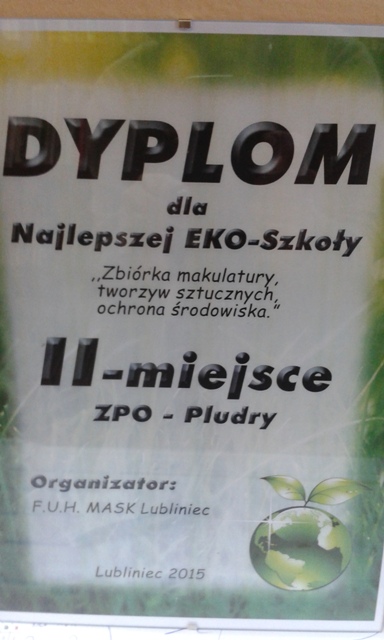 DYPLOM
dla
Najlepszej EKO-Szkoły
,,Zbiórka makulatury,
tworzyw sztucznych,
ochrona środowiska."
II-miejsce
ZPO - Pludry
Organizator:
F.U.H. MASK Lubliniec
Lubliniec 2015